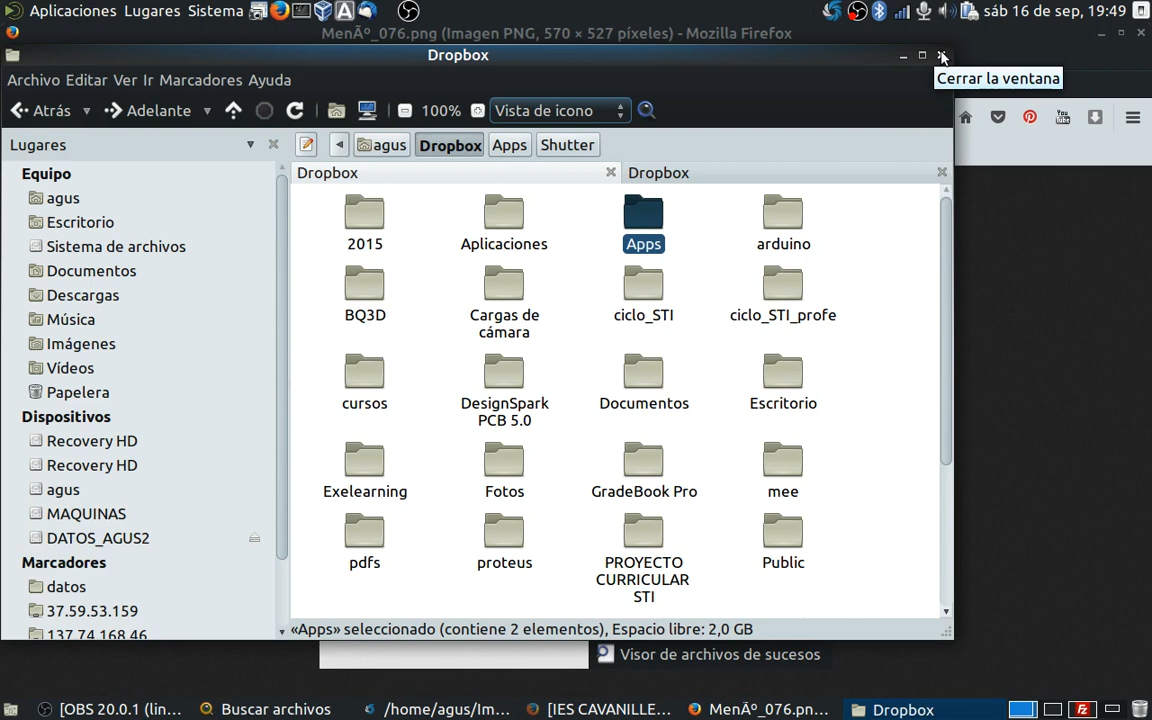 Aplicaciones Lugares Sistema
sáb 16 de sep, 19:49
MenÃº_076.png (Imagen PNG, 570 × 527 píxeles) - Mozilla Firefox
Dropbox
Cerrar la ventana
Archivo Editar Ver Ir Marcadores Ayuda
Atrás Adelante 100% Vista de icono
Lugares
agus Dropbox Apps Shutter
Dropbox Dropbox
Equipo
agus
Escritorio
Sistema de archivos
Documentos
Descargas
Música
Imágenes
Vídeos
Papelera
Dispositivos
Recovery HD
Recovery HD
agus
MAQUINAS
DATOS_AGUS2
Marcadores
datos
37.59.53.159
137.74.168.46
2015 Aplicaciones Apps arduino
BQ3D Cargas de cámara ciclo_STI ciclo_STI_profe
cursos DesignSpark PCB 5.0 Documentos Escritorio
Exelearning Fotos GradeBook Pro mee
pdfs proteus PROYECTO CURRICULAR STI Public
«Apps» seleccionado (contiene 2 elementos), Espacio libre: 2,0 GB
Visor de archivos de sucesos
[OBS 20.0.1 (lin... Buscar archivos /home/agus/Im... [IES CAVANILLE... MenÃº_076.pn... Dropbox